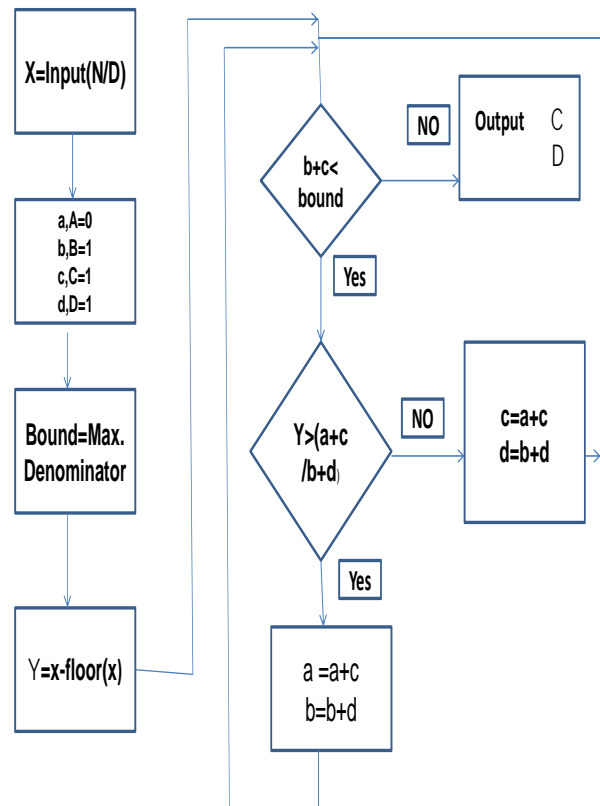 X=Input(N/D)
a,A=0
b,B=1
c,C=1
d,D=1
Bound=Max.
Denominator
Y=x-floor(x)
b+c<
bound
NO
Output C
D
Yes
Y>(a+c
/b+d)
NO
c=a+c
d=b+d
Yes
a =a+c
b=b+d